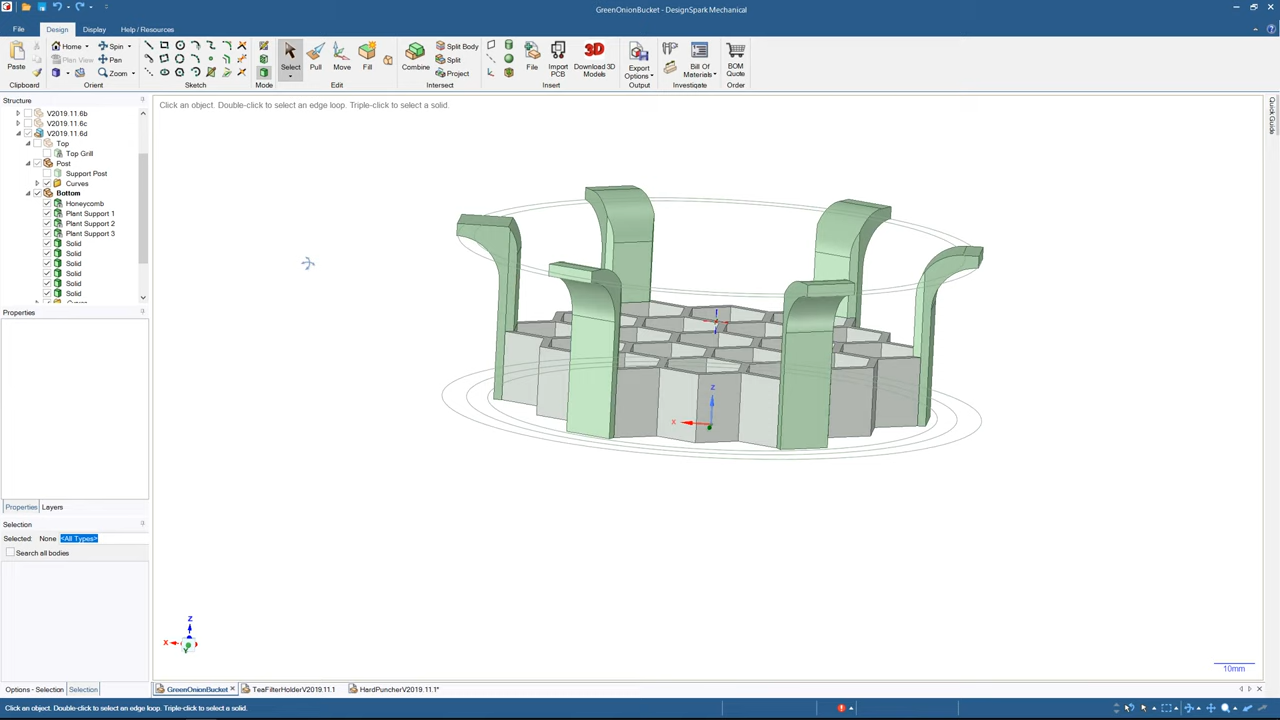 GreenOnionBucket - DesignSpark Mechanical
File Design Display Help / Resources
Paste Home Plan View Spin Pan Zoom Select Pull Move Fill Combine Split Body Split Project File Import PCB Download 3D Models Export Options Bill Of Materials BOM Quote
Clipboard Orient Sketch Mode Edit Intersect Insert Output Investigate Order
Structure
Click an object. Double-click to select an edge loop. Triple-click to select a solid.
Quick Guide
V2019.11.6b
V2019.11.6c
V2019.11.6d
Top
Top Grill
Post
Support Post
Curves
Bottom
Honeycomb
Plant Support 1
Plant Support 2
Plant Support 3
Solid
Solid
Solid
Solid
Solid
Solid
Properties
Z
X
Properties Layers
Selection
Selected: None <All Types>
Search all bodies
Z
X
Y
10mm
Options - Selection Selection
GreenOnionBucket TeaFilterHolderV2019.11.1 HardPuncherV2019.11.1*
Click an object. Double-click to select an edge loop. Triple-click to select a solid.